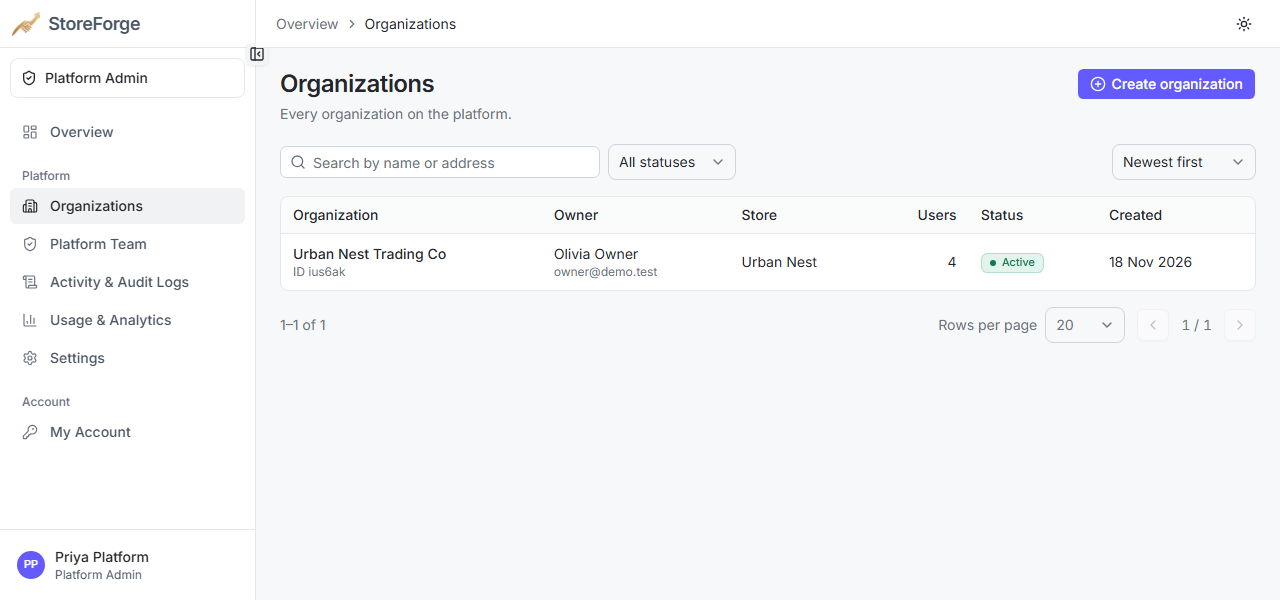 StoreForge
Overview > Organizations
Platform Admin
Overview
Platform
Organizations
Platform Team
Activity & Audit Logs
Usage & Analytics
Settings
Account
My Account
PP
Priya Platform
Platform Admin
Organizations
Create organization
Every organization on the platform.
Search by name or address
All statuses
Newest first
Organization Owner Store Users Status Created
Urban Nest Trading Co Olivia Owner Urban Nest 4 Active 18 Nov 2026
ID ius6ak owner@demo.test
1–1 of 1
Rows per page 20 1 / 1